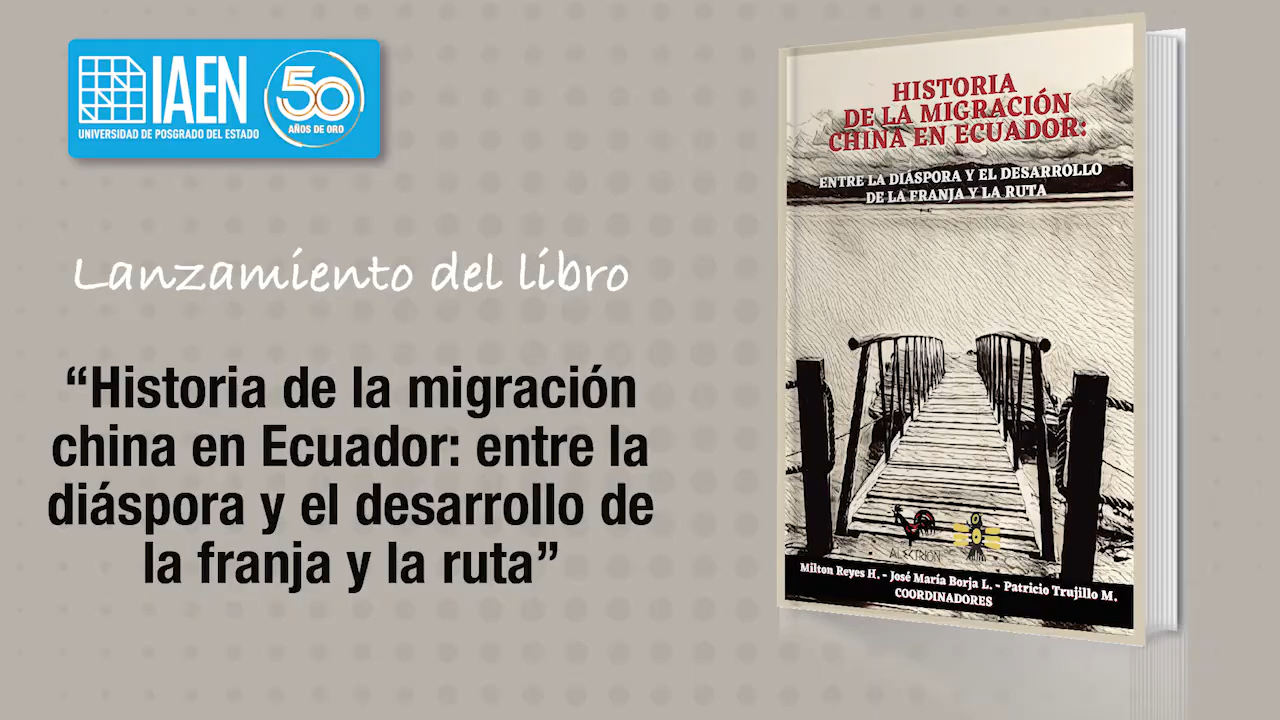 IAEN
UNIVERSIDAD DE POSGRADO DEL ESTADO
50
AÑOS DE ORO
Lanzamiento del libro
“Historia de la migración
china en Ecuador: entre la
diáspora y el desarrollo de
la franja y la ruta”
HISTORIA
DE LA MIGRACIÓN
CHINA EN ECUADOR:
ENTRE LA DIÁSPORA Y EL DESARROLLO
DE LA FRANJA Y LA RUTA
ALEKTRION
Milton Reyes H. - José María Borja L. - Patricio Trujillo M.
COORDINADORES